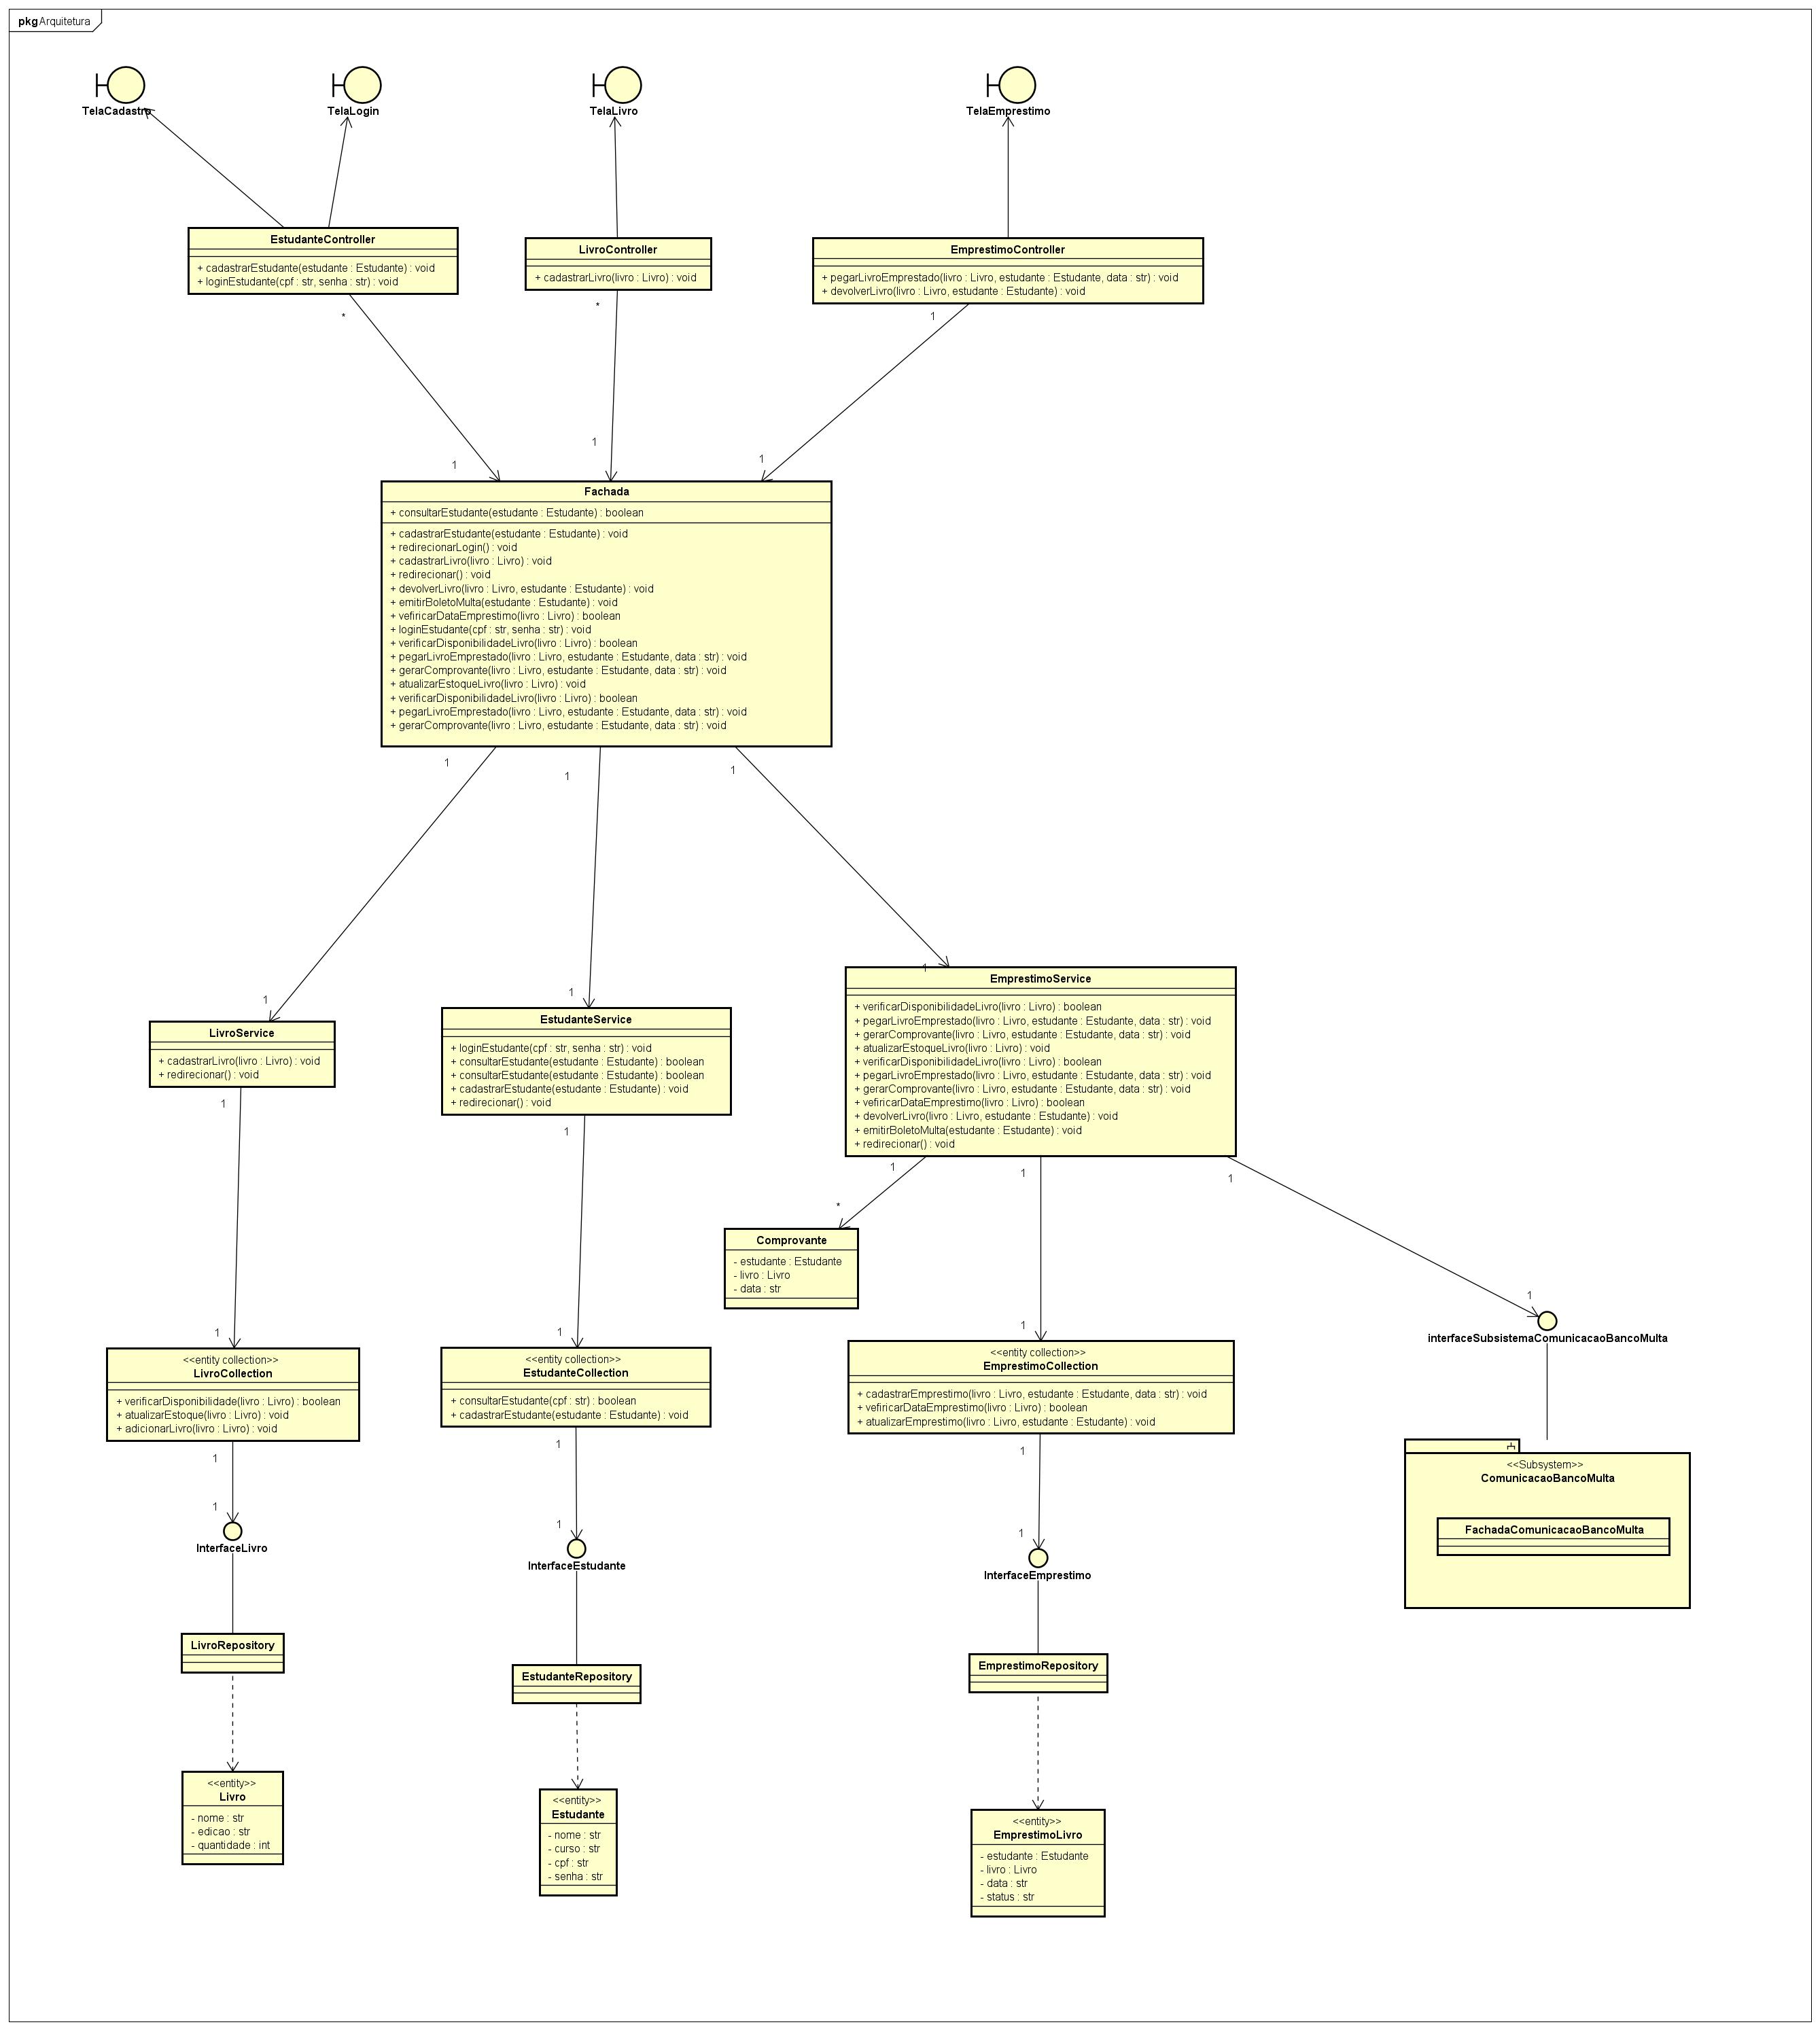 pkg Arquitetura
TelaCadastro
TelaLogin
TelaLivro
TelaEmprestimo
EstudanteController
+ cadastrarEstudante(estudante : Estudante) : void
+ loginEstudante(cpf : str, senha : str) : void
LivroController
+ cadastrarLivro(livro : Livro) : void
EmprestimoController
+ pegarLivroEmprestado(livro : Livro, estudante : Estudante, data : str) : void
+ devolverLivro(livro : Livro, estudante : Estudante) : void
*
*
1
1
1
1
Fachada
+ consultarEstudante(estudante : Estudante) : boolean
+ cadastrarEstudante(estudante : Estudante) : void
+ redirecionarLogin() : void
+ cadastrarLivro(livro : Livro) : void
+ redirecionar() : void
+ devolverLivro(livro : Livro, estudante : Estudante) : void
+ emitirBoletoMulta(estudante : Estudante) : void
+ vefiricarDataEmprestimo(livro : Livro) : boolean
+ loginEstudante(cpf : str, senha : str) : void
+ verificarDisponibilidadeLivro(livro : Livro) : boolean
+ pegarLivroEmprestado(livro : Livro, estudante : Estudante, data : str) : void
+ gerarComprovante(livro : Livro, estudante : Estudante, data : str) : void
+ atualizarEstoqueLivro(livro : Livro) : void
+ verificarDisponibilidadeLivro(livro : Livro) : boolean
+ pegarLivroEmprestado(livro : Livro, estudante : Estudante, data : str) : void
+ gerarComprovante(livro : Livro, estudante : Estudante, data : str) : void
1
1
1
1
1
1
LivroService
+ cadastrarLivro(livro : Livro) : void
+ redirecionar() : void
EstudanteService
+ loginEstudante(cpf : str, senha : str) : void
+ consultarEstudante(estudante : Estudante) : boolean
+ consultarEstudante(estudante : Estudante) : boolean
+ cadastrarEstudante(estudante : Estudante) : void
+ redirecionar() : void
EmprestimoService
+ verificarDisponibilidadeLivro(livro : Livro) : boolean
+ pegarLivroEmprestado(livro : Livro, estudante : Estudante, data : str) : void
+ gerarComprovante(livro : Livro, estudante : Estudante, data : str) : void
+ atualizarEstoqueLivro(livro : Livro) : void
+ verificarDisponibilidadeLivro(livro : Livro) : boolean
+ pegarLivroEmprestado(livro : Livro, estudante : Estudante, data : str) : void
+ gerarComprovante(livro : Livro, estudante : Estudante, data : str) : void
+ vefiricarDataEmprestimo(livro : Livro) : boolean
+ devolverLivro(livro : Livro, estudante : Estudante) : void
+ emitirBoletoMulta(estudante : Estudante) : void
+ redirecionar() : void
1
1
1
1
1
*
Comprovante
- estudante : Estudante
- livro : Livro
- data : str
1
1
1
1
interfaceSubsistemaComunicacaoBancoMulta
<<entity collection>>
LivroCollection
+ verificarDisponibilidade(livro : Livro) : boolean
+ atualizarEstoque(livro : Livro) : void
+ adicionarLivro(livro : Livro) : void
<<entity collection>>
EstudanteCollection
+ consultarEstudante(cpf : str) : boolean
+ cadastrarEstudante(estudante : Estudante) : void
<<entity collection>>
EmprestimoCollection
+ cadastrarEmprestimo(livro : Livro, estudante : Estudante, data : str) : void
+ vefiricarDataEmprestimo(livro : Livro) : boolean
+ atualizarEmprestimo(livro : Livro, estudante : Estudante) : void
<<Subsystem>>
ComunicacaoBancoMulta
FachadaComunicacaoBancoMulta
1
1
1
1
1
1
InterfaceLivro
InterfaceEstudante
InterfaceEmprestimo
LivroRepository
EstudanteRepository
EmprestimoRepository
<<entity>>
Livro
- nome : str
- edicao : str
- quantidade : int
<<entity>>
Estudante
- nome : str
- curso : str
- cpf : str
- senha : str
<<entity>>
EmprestimoLivro
- estudante : Estudante
- livro : Livro
- data : str
- status : str